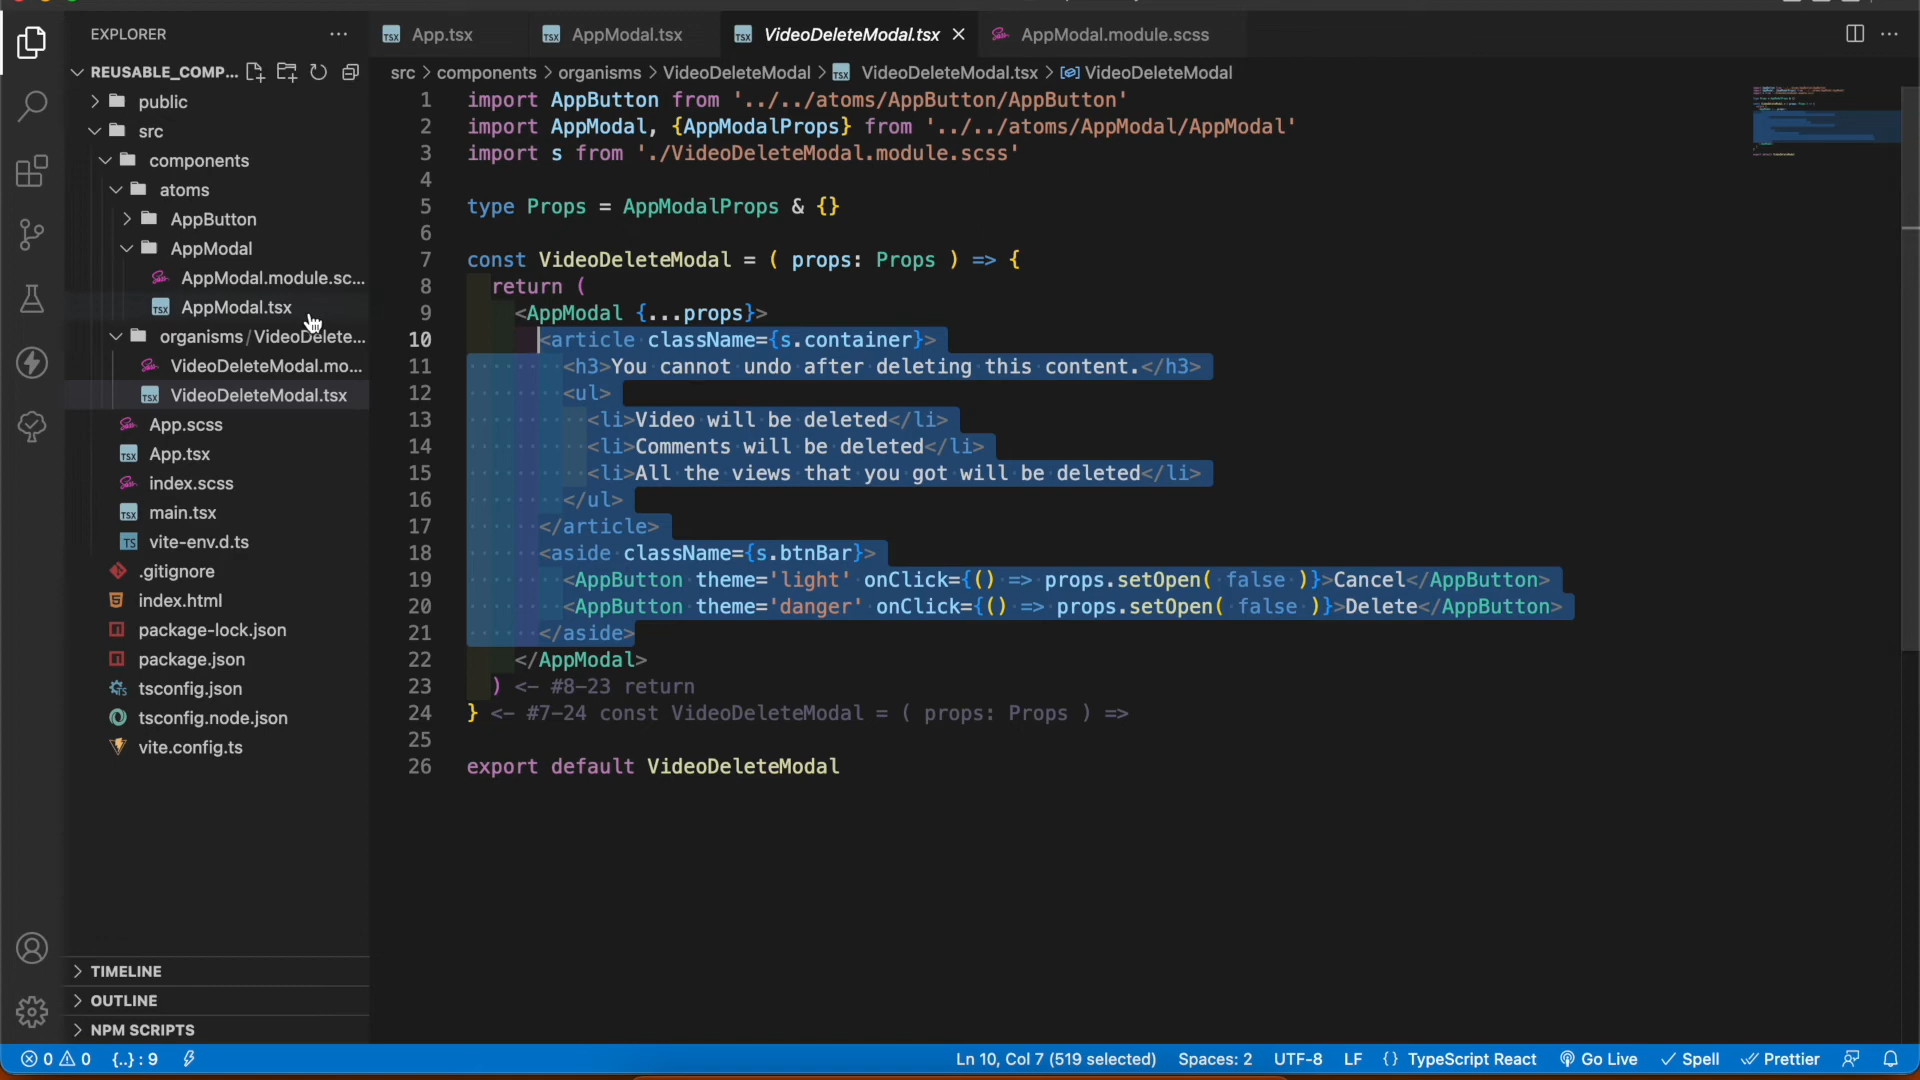 EXPLORER
REUSABLE_COMP...
public
src
components
atoms
AppButton
AppModal
AppModal.module.sc...
AppModal.tsx
organisms / VideoDelete...
VideoDeleteModal.mo...
VideoDeleteModal.tsx
App.scss
App.tsx
index.scss
main.tsx
vite-env.d.ts
.gitignore
index.html
package-lock.json
package.json
tsconfig.json
tsconfig.node.json
vite.config.ts
TIMELINE
OUTLINE
NPM SCRIPTS
App.tsx AppModal.tsx VideoDeleteModal.tsx AppModal.module.scss
src > components > organisms > VideoDeleteModal > VideoDeleteModal.tsx > VideoDeleteModal
1 import AppButton from '../../atoms/AppButton/AppButton'
2 import AppModal, {AppModalProps} from '../../atoms/AppModal/AppModal'
3 import s from './VideoDeleteModal.module.scss'
4
5 type Props = AppModalProps & {}
6
7 const VideoDeleteModal = ( props: Props ) => {
8 return (
9 <AppModal {...props}>
10 <article className={s.container}>
11 <h3>You cannot undo after deleting this content.</h3>
12 <ul>
13 <li>Video will be deleted</li>
14 <li>Comments will be deleted</li>
15 <li>All the views that you got will be deleted</li>
16 </ul>
17 </article>
18 <aside className={s.btnBar}>
19 <AppButton theme='light' onClick={() => props.setOpen( false )}>Cancel</AppButton>
20 <AppButton theme='danger' onClick={() => props.setOpen( false )}>Delete</AppButton>
21 </aside>
22 </AppModal>
23 ) <- #8-23 return
24 } <- #7-24 const VideoDeleteModal = ( props: Props ) =>
25
26 export default VideoDeleteModal
0 0 {..} : 9 Ln 10, Col 7 (519 selected) Spaces: 2 UTF-8 LF {} TypeScript React Go Live Spell Prettier